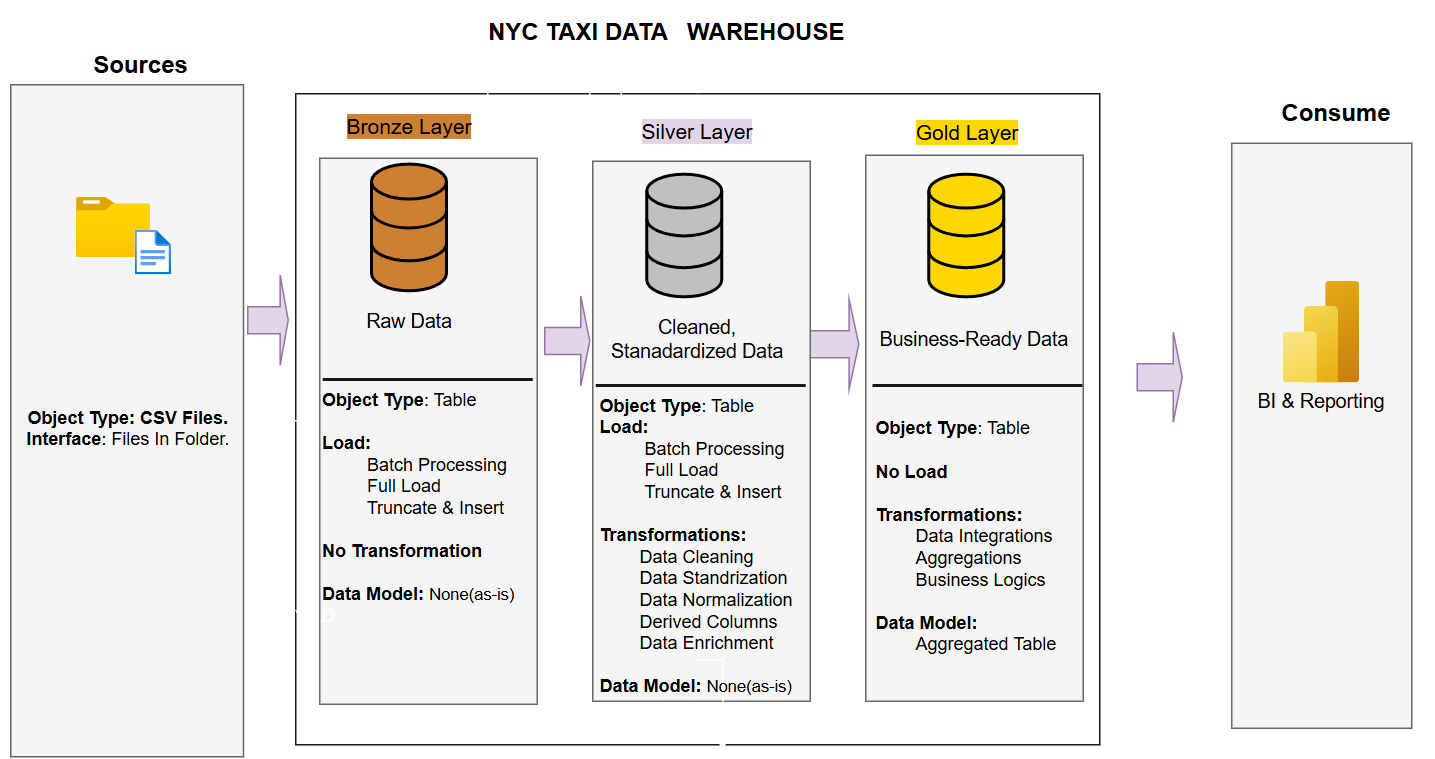 NYC TAXI DATA WAREHOUSE
Sources
Object Type: CSV Files.
Interface: Files In Folder.
Bronze Layer
Raw Data
Object Type: Table
Load:
Batch Processing
Full Load
Truncate & Insert
No Transformation
Data Model: None(as-is)
D
Silver Layer
Cleaned,
Stanadardized Data
Object Type: Table
Load:
Batch Processing
Full Load
Truncate & Insert
Transformations:
Data Cleaning
Data Standrization
Data Normalization
Derived Columns
Data Enrichment
Data Model: None(as-is)
Gold Layer
Business-Ready Data
Object Type: Table
No Load
Transformations:
Data Integrations
Aggregations
Business Logics
Data Model:
Aggregated Table
Consume
BI & Reporting